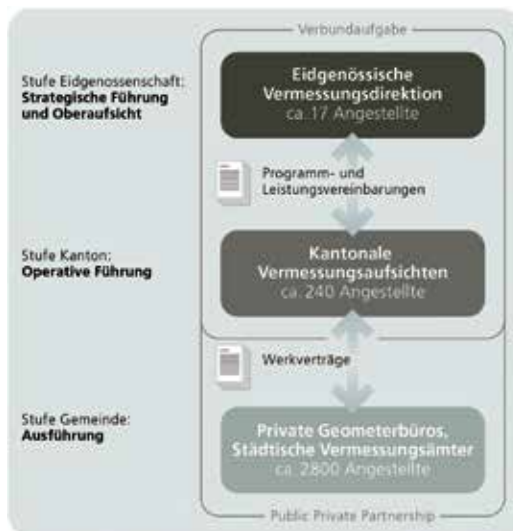 Verbundaufgabe
Stufe Eidgenossenschaft:
Strategische Führung
und Oberaufsicht
Eidgenössische
Vermessungsdirektion
ca. 17 Angestellte
Programm- und
Leistungsvereinbarungen
Stufe Kanton:
Operative Führung
Kantonale
Vermessungsaufsichten
ca. 240 Angestellte
Werkverträge
Stufe Gemeinde:
Ausführung
Private Geometerbüros,
Städtische Vermessungsämter
ca. 2800 Angestellte
Public Private Partnership